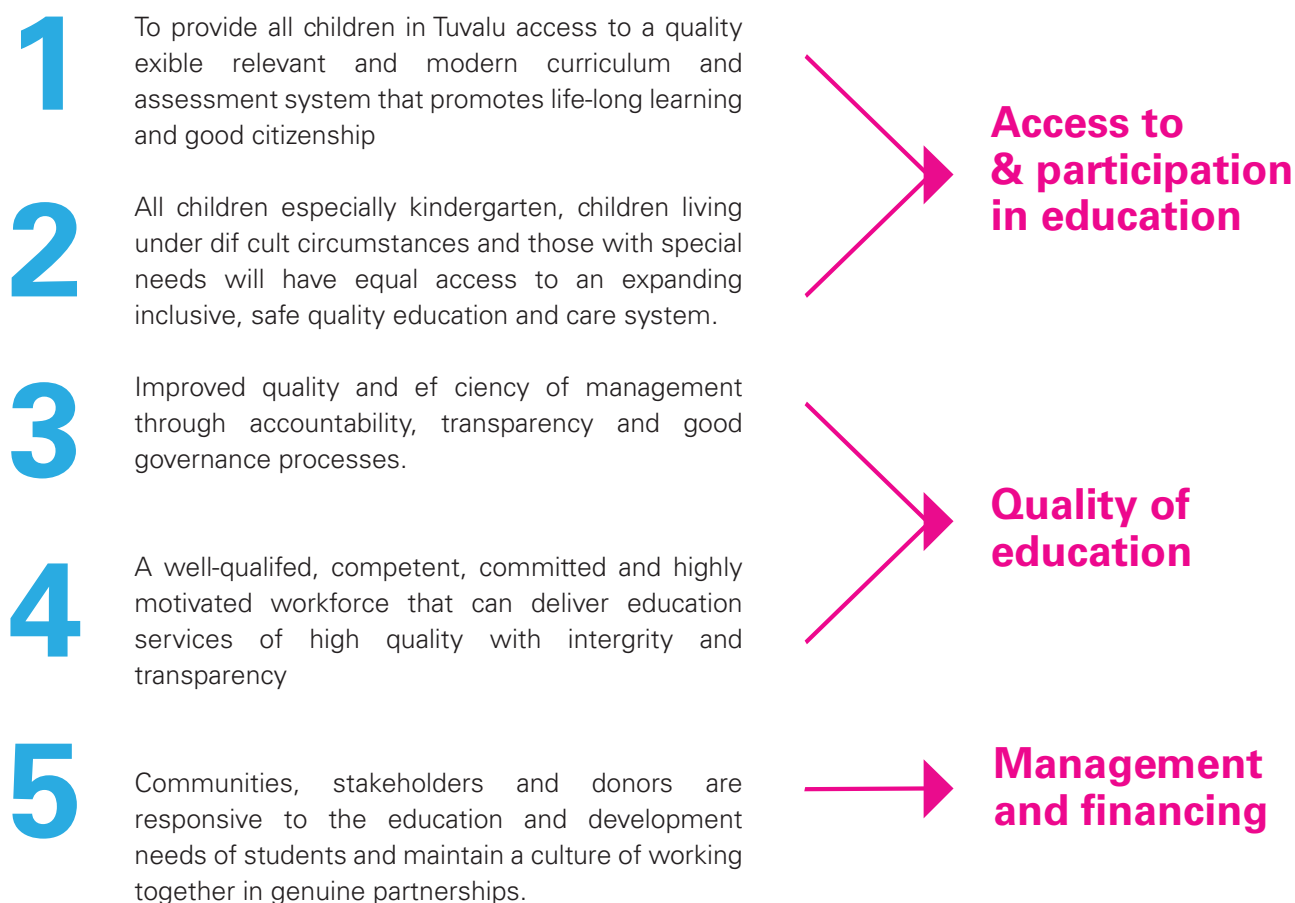 1
To provide all children in Tuvalu access to a quality
exible relevant and modern curriculum and
assessment system that promotes life-long learning
and good citizenship
2
All children especially kindergarten, children living
under dif cult circumstances and those with special
needs will have equal access to an expanding
inclusive, safe quality education and care system.
Access to
& participation
in education
3
Improved quality and ef ciency of management
through accountability, transparency and good
governance processes.
4
A well-qualifed, competent, committed and highly
motivated workforce that can deliver education
services of high quality with intergrity and
transparency
Quality of
education
5
Communities, stakeholders and donors are
responsive to the education and development
needs of students and maintain a culture of working
together in genuine partnerships.
Management
and financing